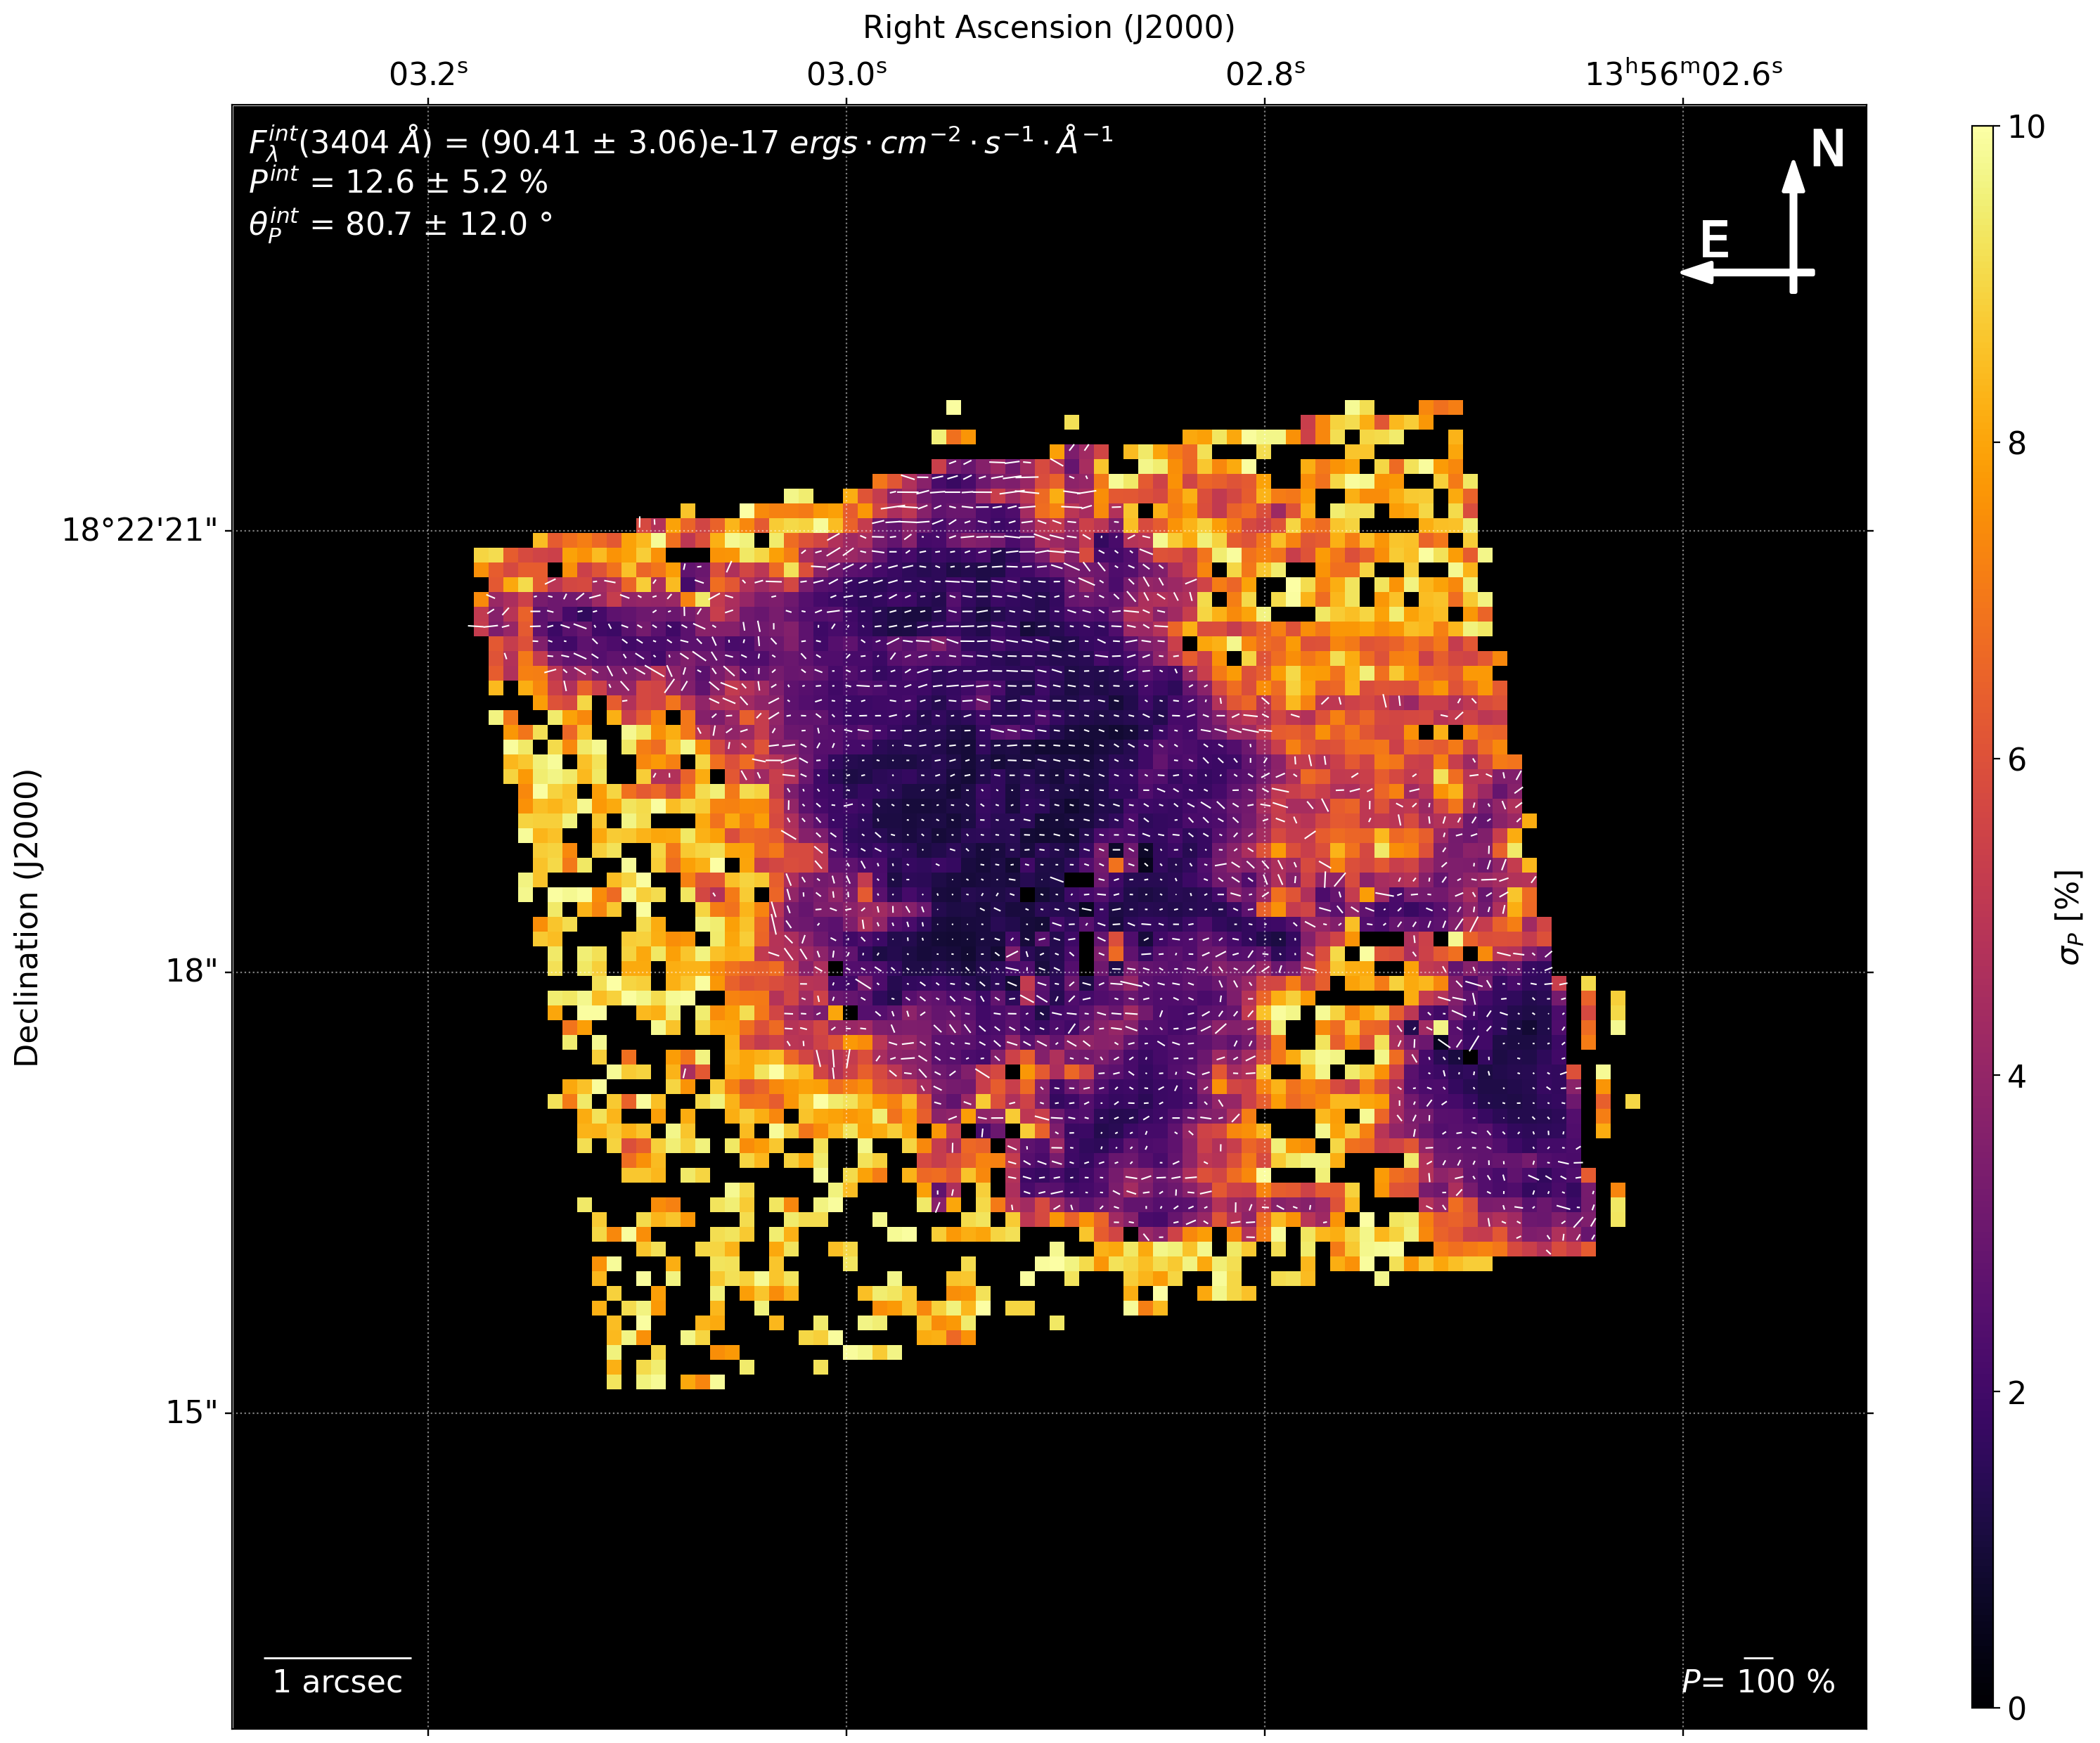 Right Ascension (J2000)
03.2ˢ 03.0ˢ 02.8ˢ 13ʰ56ᵐ02.6ˢ
F_λ^int(3404 Å) = (90.41 ± 3.06)e-17 ergs · cm⁻² · s⁻¹ · Å⁻¹
P^int = 12.6 ± 5.2 %
θ_P^int = 80.7 ± 12.0 °
N
E
18°22'21"
18"
15"
Declination (J2000)
1 arcsec
P= 100 %
10
8
6
4
2
0
σ_P [%]